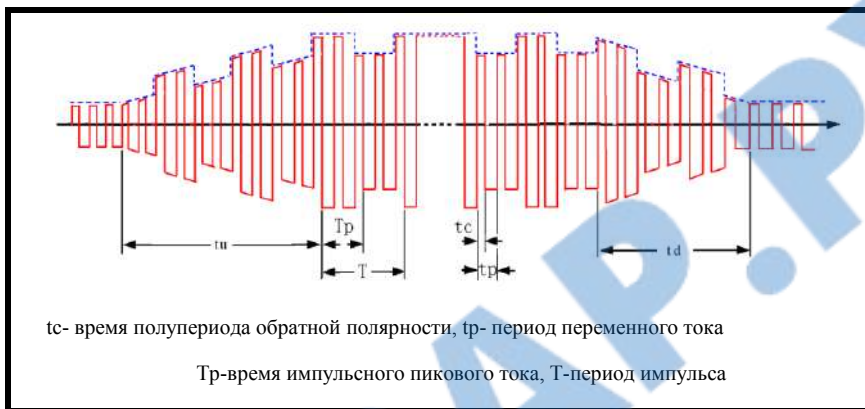 Tp
tc
tu
T
tp
td
tc- время полупериода обратной полярности, tp- период переменного тока
Tp-время импульсного пикового тока, T-период импульса